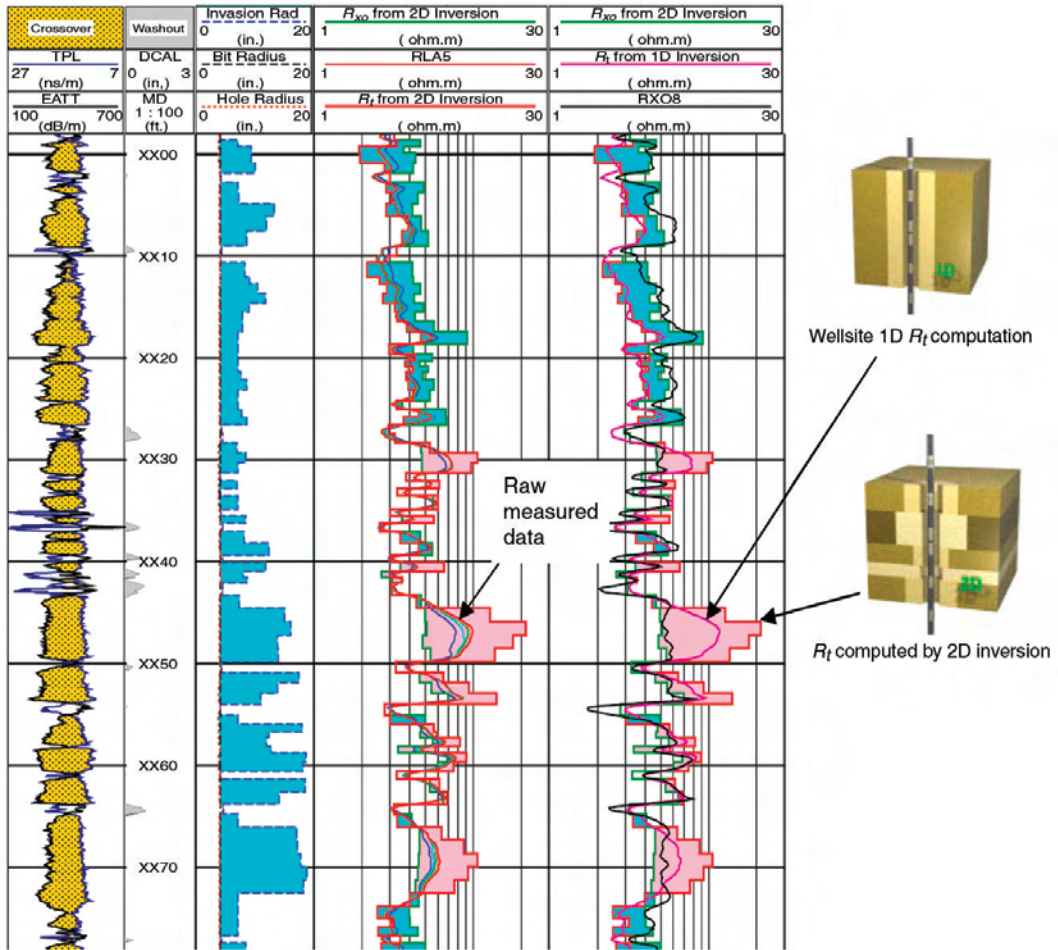 Crossover
Washout
Invasion Rad
0 20
(in.)
Rxo from 2D Inversion
1 30
( ohm.m)
Rxo from 2D Inversion
1 30
( ohm.m)
TPL
27 7
(ns/m)
DCAL
0 3
(in,)
Bit Radius
0 20
(in.)
RLA5
1 30
( ohm.m)
Rt from 1D Inversion
1 30
( ohm.m)
EATT
100 700
(dB/m)
MD
1 : 100
(ft.)
Hole Radius
0 20
(in.)
Rt from 2D Inversion
1 30
( ohm.m)
RXO8
1 30
( ohm.m)
XX00
XX10
XX20
XX30
XX40
XX50
XX60
XX70
Raw
measured
data
1D
Wellsite 1D Rt computation
Rt computed by 2D inversion